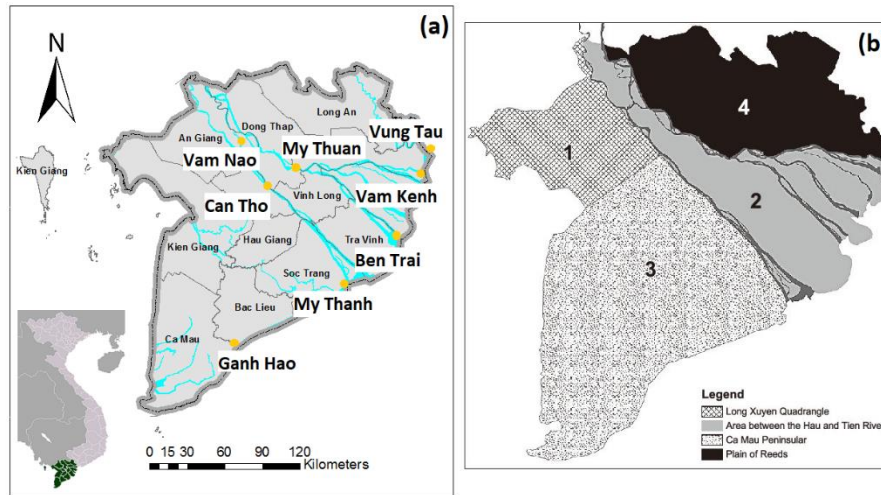 (a)
N
Long An
Dong Thap
An Giang
Vung Tau
My Thuan
Vam Nao
Kien Giang
Vinh Long
Vam Kenh
Can Tho
Hau Giang
Tra Vinh
Kien Giang
Ben Trai
Soc Trang
My Thanh
Bac Lieu
Ca Mau
Ganh Hao
0 15 30 60 90 120
Kilometers
(b)
4
1
2
3
Legend
Long Xuyen Quadrangle
Area between the Hau and Tien River
Ca Mau Peninsular
Plain of Reeds